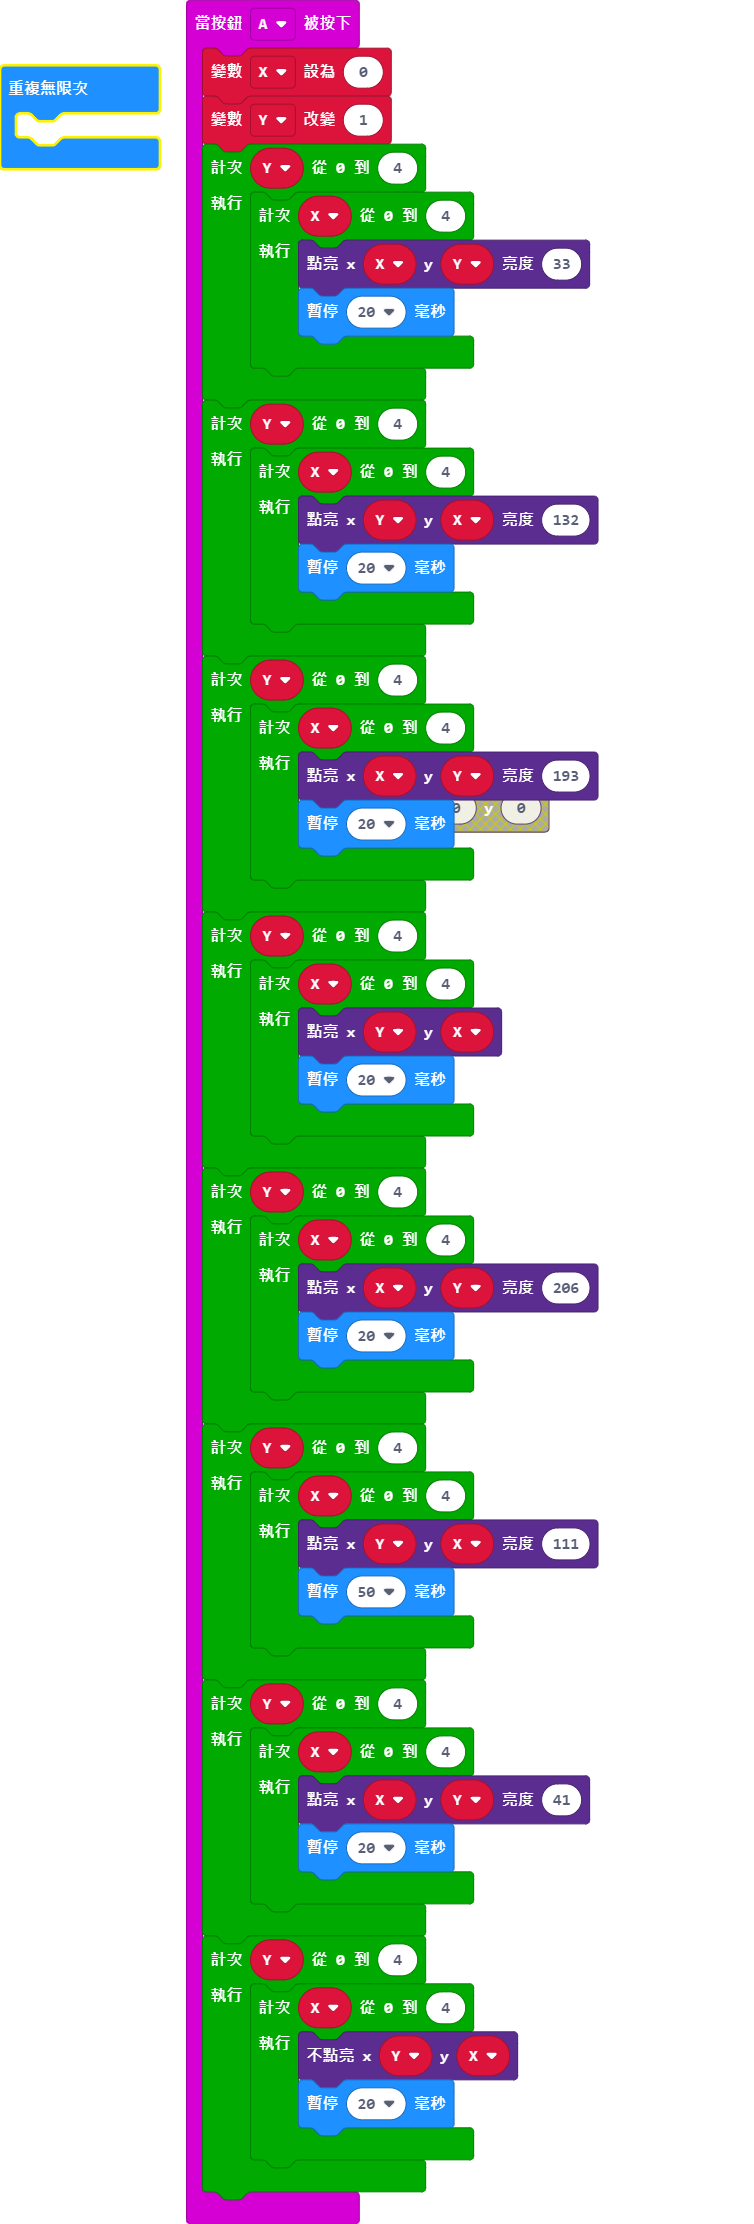 當按鈕 A 被按下
重複無限次
變數 X 設為 0
變數 Y 改變 1
計次 Y 從 0 到 4
執行
計次 X 從 0 到 4
執行
點亮 x X y Y 亮度 33
暫停 20 毫秒
計次 Y 從 0 到 4
執行
計次 X 從 0 到 4
執行
點亮 x Y y X 亮度 132
暫停 20 毫秒
計次 Y 從 0 到 4
執行
計次 X 從 0 到 4
執行
點亮 x X y Y 亮度 193
0 y 0
暫停 20 毫秒
計次 Y 從 0 到 4
執行
計次 X 從 0 到 4
執行
點亮 x Y y X
暫停 20 毫秒
計次 Y 從 0 到 4
執行
計次 X 從 0 到 4
執行
點亮 x X y Y 亮度 206
暫停 20 毫秒
計次 Y 從 0 到 4
執行
計次 X 從 0 到 4
執行
點亮 x Y y X 亮度 111
暫停 50 毫秒
計次 Y 從 0 到 4
執行
計次 X 從 0 到 4
執行
點亮 x X y Y 亮度 41
暫停 20 毫秒
計次 Y 從 0 到 4
執行
計次 X 從 0 到 4
執行
不點亮 x Y y X
暫停 20 毫秒